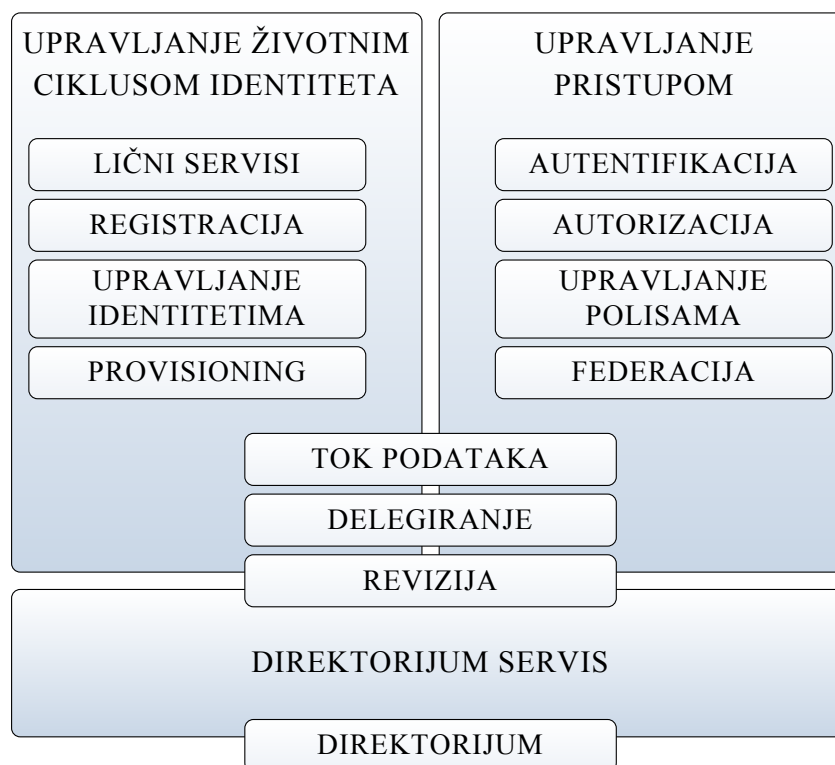 UPRAVLJANJE ŽIVOTNIM
CIKLUSOM IDENTITETA
LIČNI SERVISI
REGISTRACIJA
UPRAVLJANJE
IDENTITETIMA
PROVISIONING
UPRAVLJANJE
PRISTUPOM
AUTENTIFIKACIJA
AUTORIZACIJA
UPRAVLJANJE
POLISAMA
FEDERACIJA
TOK PODATAKA
DELEGIRANJE
REVIZIJA
DIREKTORIJUM SERVIS
DIREKTORIJUM